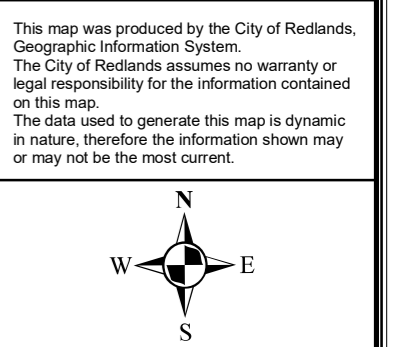 This map was produced by the City of Redlands,
Geographic Information System.
The City of Redlands assumes no warranty or
legal responsibility for the information contained
on this map.
The data used to generate this map is dynamic
in nature, therefore the information shown may
or may not be the most current.
N
W E
S